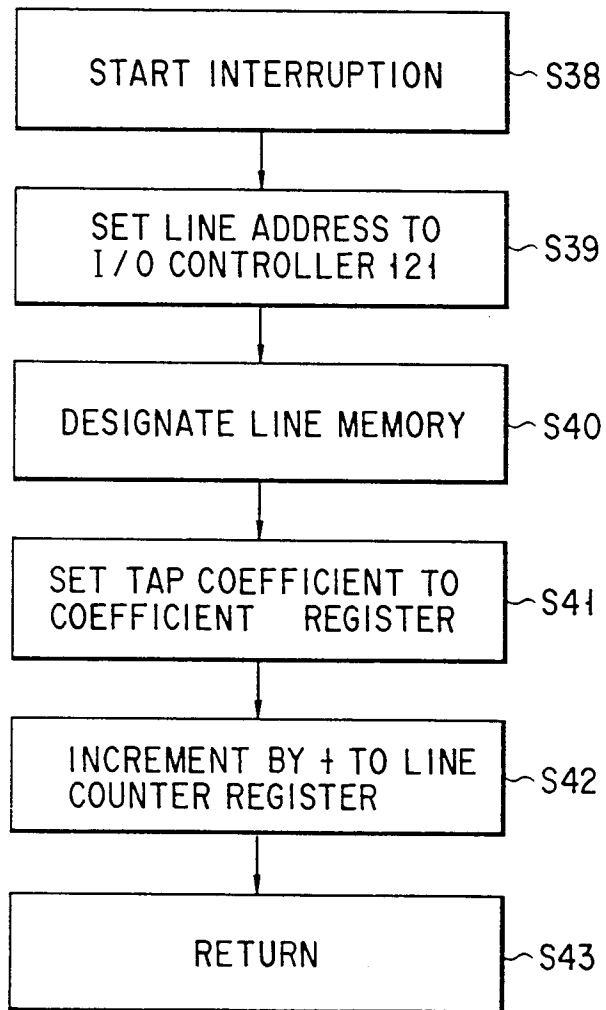 START INTERRUPTION
S38
SET LINE ADDRESS TO
I/O CONTROLLER 121
S39
DESIGNATE LINE MEMORY
S40
SET TAP COEFFICIENT TO
COEFFICIENT REGISTER
S41
INCREMENT BY 1 TO LINE
COUNTER REGISTER
S42
RETURN
S43